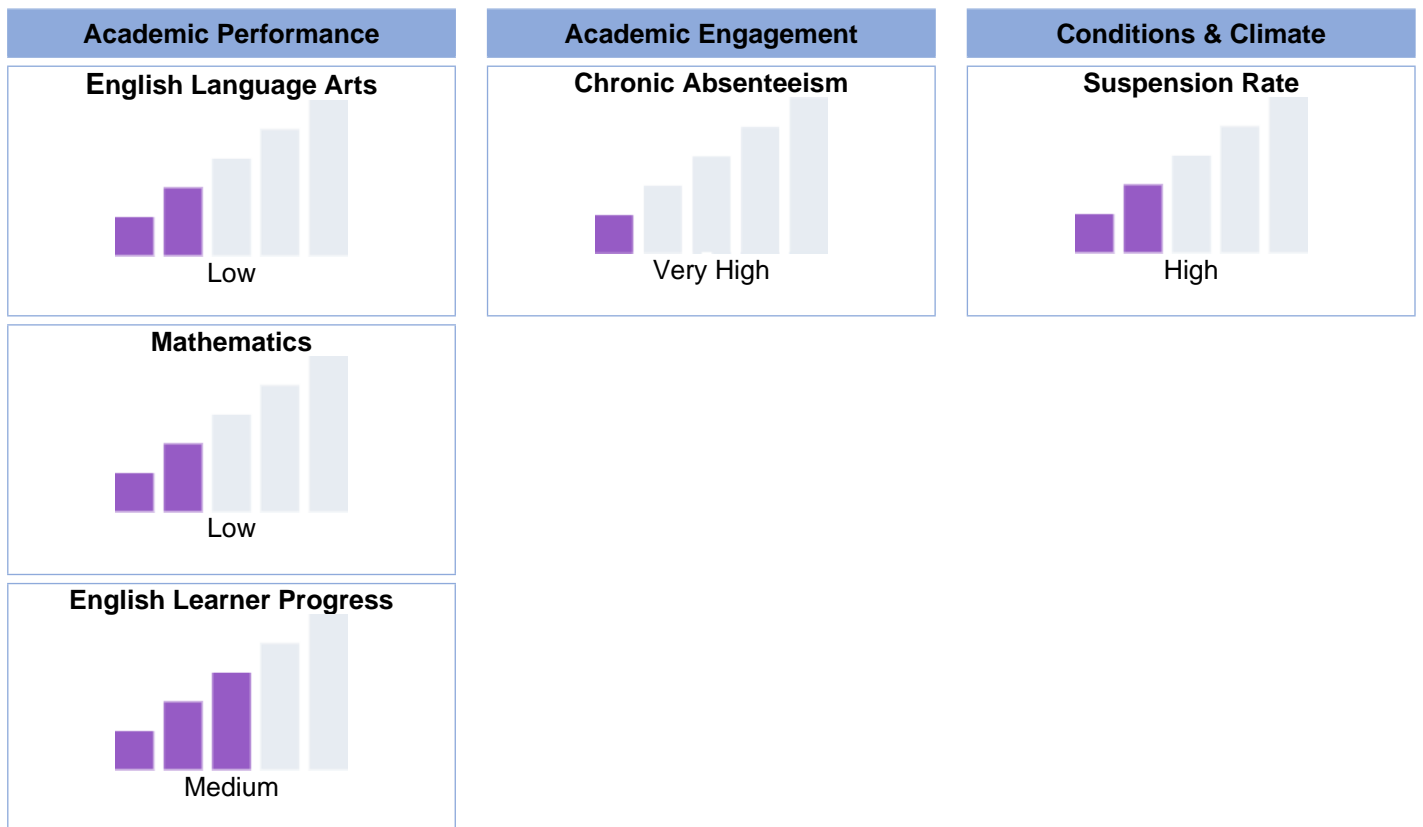 Academic Performance
English Language Arts
Low
Mathematics
Low
English Learner Progress
Medium
Academic Engagement
Chronic Absenteeism
Very High
Conditions & Climate
Suspension Rate
High